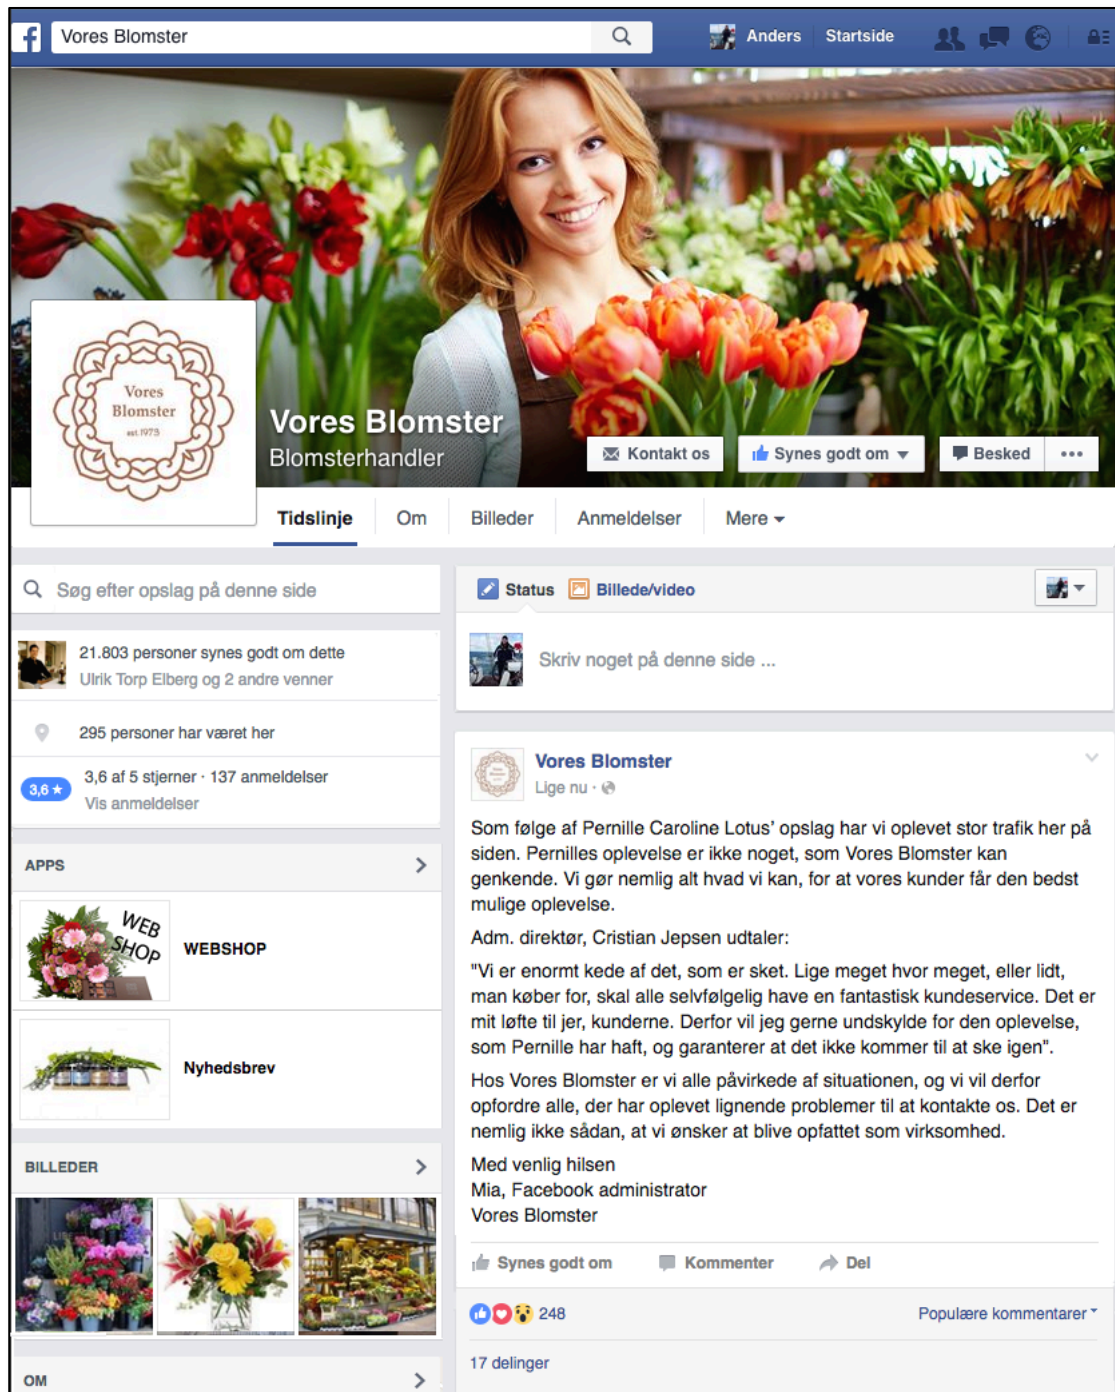 Vores Blomster
Anders
Startside
Vores
Blomster
est.1973
Vores Blomster
Blomsterhandler
Kontakt os
Synes godt om
Besked
Tidslinje
Om
Billeder
Anmeldelser
Mere
Søg efter opslag på denne side
21.803 personer synes godt om dette
Ulrik Torp Elberg og 2 andre venner
295 personer har været her
3,6 ★
3,6 af 5 stjerner · 137 anmeldelser
Vis anmeldelser
APPS
WEB
SHOP
WEBSHOP
Nyhedsbrev
BILLEDER
OM
Status
Billede/video
Skriv noget på denne side ...
Vores Blomster
Lige nu ·
Som følge af Pernille Caroline Lotus' opslag har vi oplevet stor trafik her på
siden. Pernilles oplevelse er ikke noget, som Vores Blomster kan
genkende. Vi gør nemlig alt hvad vi kan, for at vores kunder får den bedst
mulige oplevelse.
Adm. direktør, Cristian Jepsen udtaler:
"Vi er enormt kede af det, som er sket. Lige meget hvor meget, eller lidt,
man køber for, skal alle selvfølgelig have en fantastisk kundeservice. Det er
mit løfte til jer, kunderne. Derfor vil jeg gerne undskylde for den oplevelse,
som Pernille har haft, og garanterer at det ikke kommer til at ske igen".
Hos Vores Blomster er vi alle påvirkede af situationen, og vi vil derfor
opfordre alle, der har oplevet lignende problemer til at kontakte os. Det er
nemlig ikke sådan, at vi ønsker at blive opfattet som virksomhed.
Med venlig hilsen
Mia, Facebook administrator
Vores Blomster
Synes godt om
Kommenter
Del
248
Populære kommentarer
17 delinger